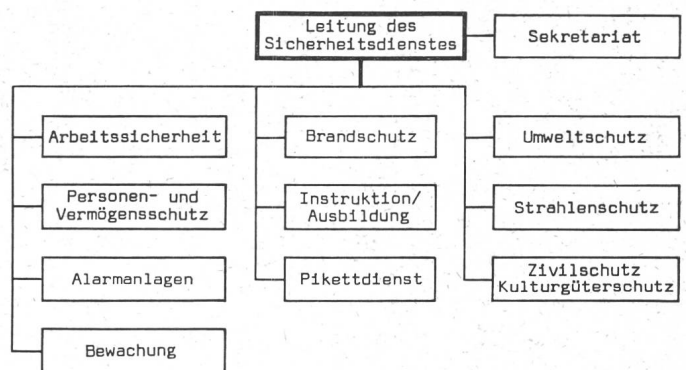 Leitung des
Sicherheitsdienstes
Sekretariat
Arbeitssicherheit
Brandschutz
Umweltschutz
Personen- und
Vermögensschutz
Instruktion/
Ausbildung
Strahlenschutz
Alarmanlagen
Pikettdienst
Zivilschutz
Kulturgüterschutz
Bewachung